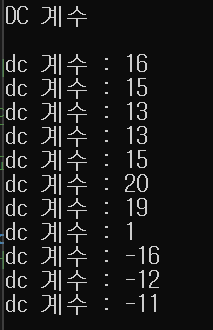 DC 계수
dc 계수 : 16
dc 계수 : 15
dc 계수 : 13
dc 계수 : 13
dc 계수 : 15
dc 계수 : 20
dc 계수 : 19
dc 계수 : 1
dc 계수 : -16
dc 계수 : -12
dc 계수 : -11